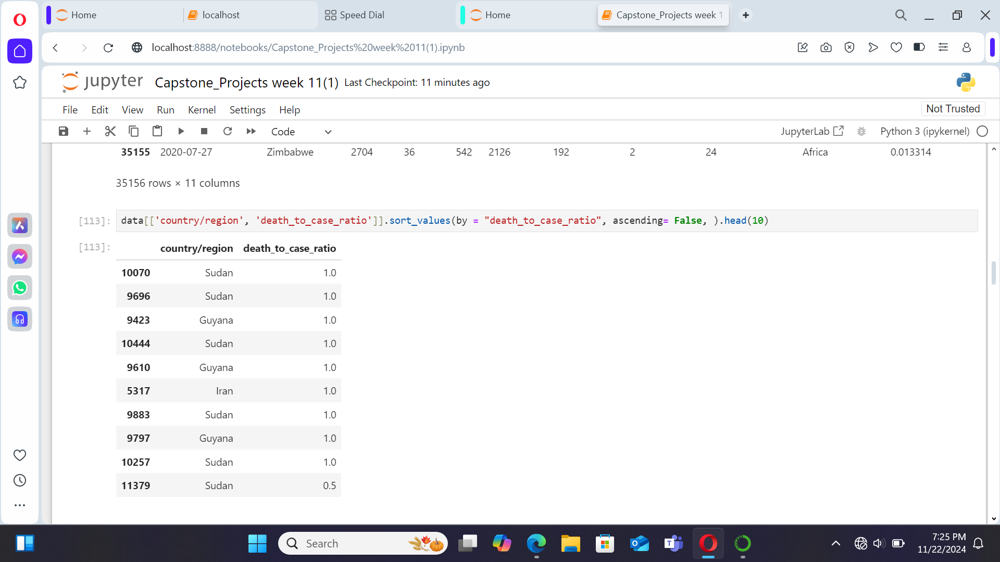 Home
localhost
Speed Dial
Home
Capstone_Projects week 1
localhost:8888/notebooks/Capstone_Projects%20week%2011(1).ipynb
jupyter Capstone_Projects week 11(1) Last Checkpoint: 11 minutes ago
File Edit View Run Kernel Settings Help
Not Trusted
Code
JupyterLab
Python 3 (ipykernel)
35155 2020-07-27 Zimbabwe 2704 36 542 2126 192 2 24 Africa 0.013314
35156 rows × 11 columns
[113]: data[['country/region', 'death_to_case_ratio']].sort_values(by = "death_to_case_ratio", ascending= False, ).head(10)
[113]: country/region death_to_case_ratio
10070 Sudan 1.0
9696 Sudan 1.0
9423 Guyana 1.0
10444 Sudan 1.0
9610 Guyana 1.0
5317 Iran 1.0
9883 Sudan 1.0
9797 Guyana 1.0
10257 Sudan 1.0
11379 Sudan 0.5
Search
7:25 PM
11/22/2024